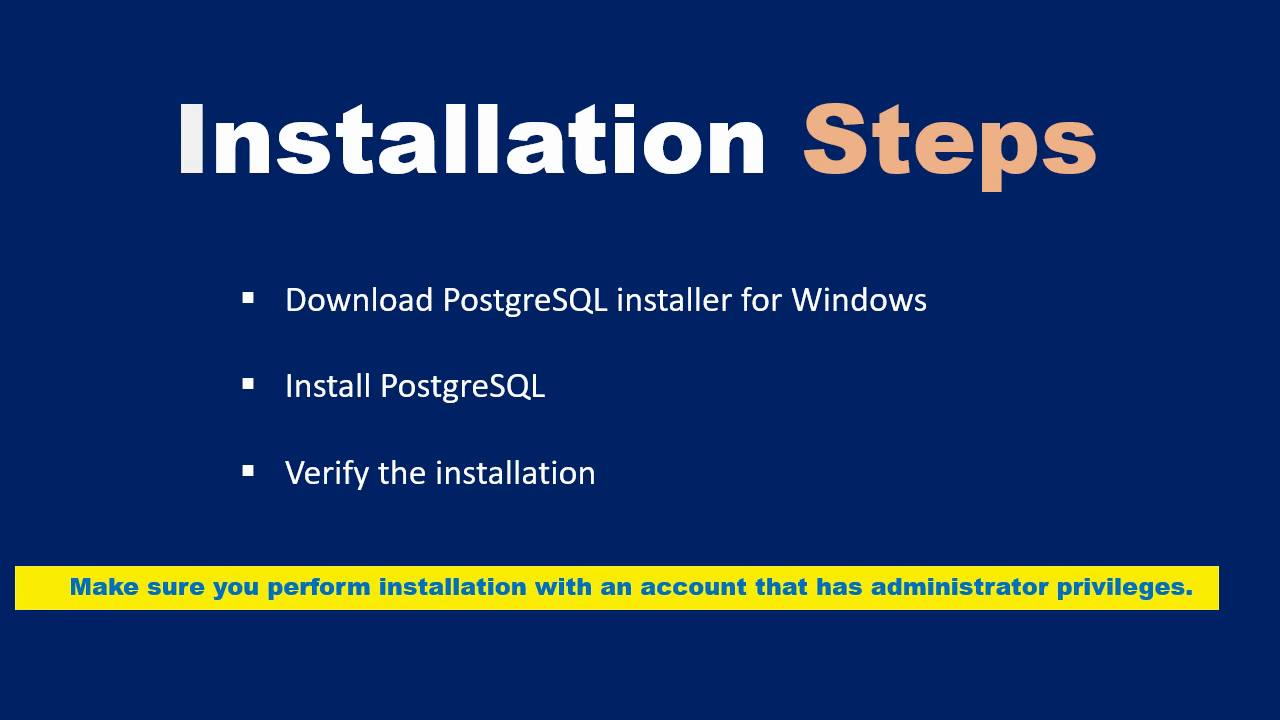 Installation Steps
▪ Download PostgreSQL installer for Windows
▪ Install PostgreSQL
▪ Verify the installation
Make sure you perform installation with an account that has administrator privileges.